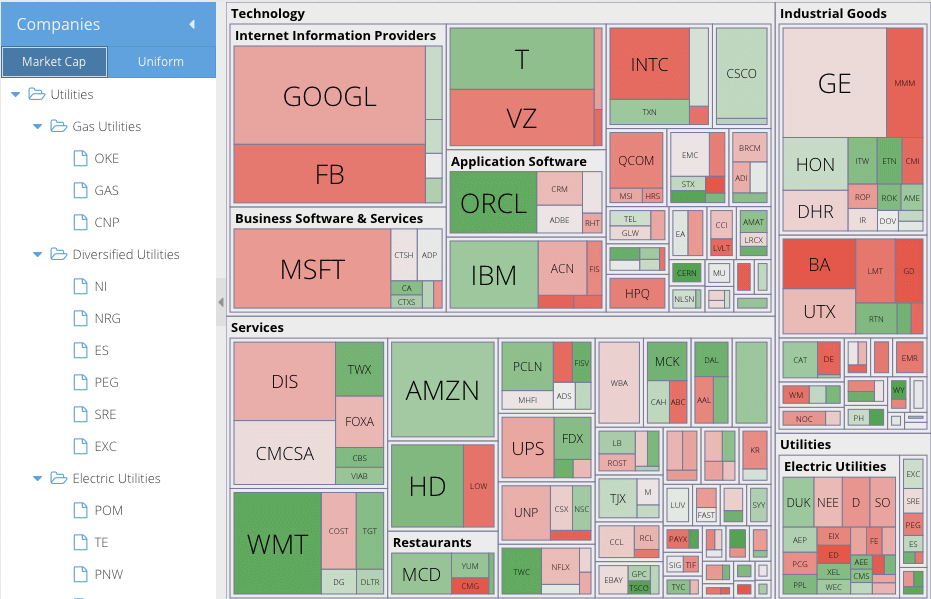 Companies
Market Cap
Uniform
Utilities
Gas Utilities
OKE
GAS
CNP
Diversified Utilities
NI
NRG
ES
PEG
SRE
EXC
Electric Utilities
POM
TE
PNW
Technology
Internet Information Providers
GOOGL
FB
Business Software & Services
MSFT
CTSH
ADP
CA
CTXS
T
VZ
Application Software
ORCL
CRM
ADBE
RHT
IBM
ACN
FIS
INTC
TXN
CSCO
QCOM
MSI
HRS
EMC
STX
BRCM
ADI
TEL
GLW
EA
CCI
LVLT
AMAT
LRCX
CERN
MU
HPQ
NLSN
Services
DIS
TWX
FOXA
CMCSA
CBS
VIAB
WMT
COST
TGT
DG
DLTR
AMZN
HD
LOW
Restaurants
MCD
YUM
CMG
PCLN
FISV
MHFI
ADS
UPS
FDX
UNP
CSX
NSC
TWC
NFLX
WBA
MCK
CAH
ABC
DAL
AAL
LB
ROST
KR
TJX
M
LUV
FAST
SYY
CCL
RCL
PAYX
EBAY
GPC
TSCO
SIG
TIF
TYC
Industrial Goods
GE
MMM
HON
DHR
ITW
ETN
CMI
ROP
ROK
AME
IR
DOV
BA
UTX
LMT
GD
RTN
CAT
DE
EMR
WM
WY
NOC
PH
Utilities
Electric Utilities
DUK
NEE
D
SO
AEP
PCG
PPL
EIX
ED
XEL
WEC
FE
AEE
CMS
EXC
SRE
PEG
ES